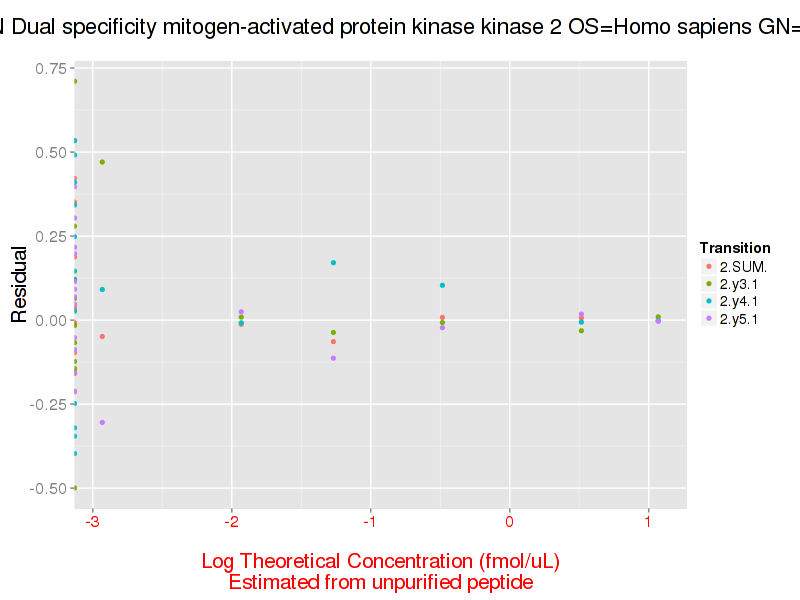 Dual specificity mitogen-activated protein kinase kinase 2 OS=Homo sapiens GN=
0.75
0.50
0.25
0.00
-0.25
-0.50
Residual
-3 -2 -1 0 1
Log Theoretical Concentration (fmol/uL)
Estimated from unpurified peptide
Transition
2.SUM.
2.y3.1
2.y4.1
2.y5.1